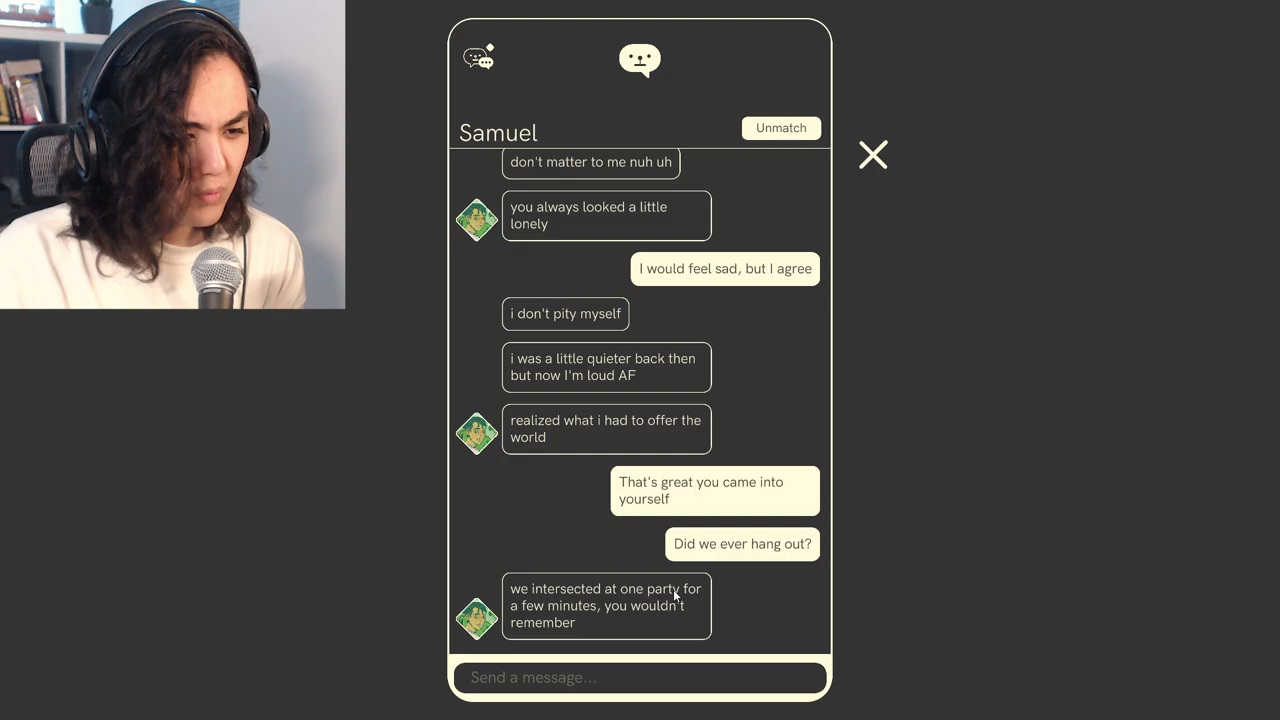 Samuel
Unmatch
don't matter to me nuh uh
you always looked a little
lonely
I would feel sad, but I agree
i don't pity myself
i was a little quieter back then
but now I'm loud AF
realized what i had to offer the
world
That's great you came into
yourself
Did we ever hang out?
we intersected at one party for
a few minutes, you wouldn't
remember
Send a message...